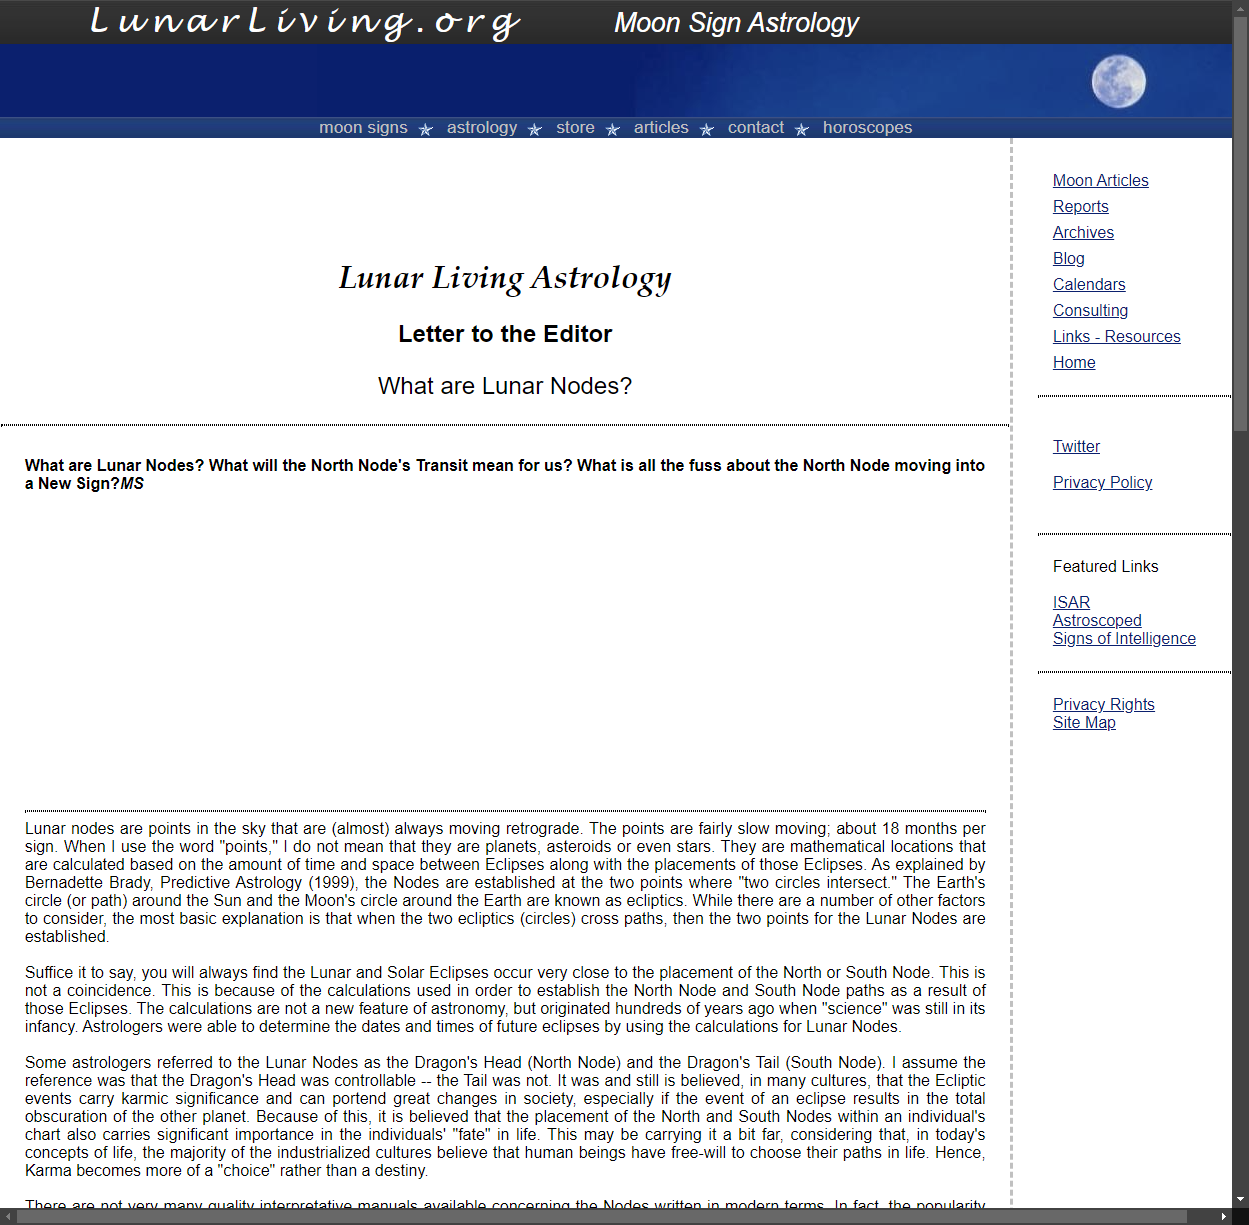 LunarLiving.org Moon Sign Astrology
moon signs astrology store articles contact horoscopes
Lunar Living Astrology
Letter to the Editor
What are Lunar Nodes?
What are Lunar Nodes? What will the North Node's Transit mean for us? What is all the fuss about the North Node moving into
a New Sign?MS
Lunar nodes are points in the sky that are (almost) always moving retrograde. The points are fairly slow moving; about 18 months per
sign. When I use the word "points," I do not mean that they are planets, asteroids or even stars. They are mathematical locations that
are calculated based on the amount of time and space between Eclipses along with the placements of those Eclipses. As explained by
Bernadette Brady, Predictive Astrology (1999), the Nodes are established at the two points where "two circles intersect." The Earth's
circle (or path) around the Sun and the Moon's circle around the Earth are known as ecliptics. While there are a number of other factors
to consider, the most basic explanation is that when the two ecliptics (circles) cross paths, then the two points for the Lunar Nodes are
established.
Suffice it to say, you will always find the Lunar and Solar Eclipses occur very close to the placement of the North or South Node. This is
not a coincidence. This is because of the calculations used in order to establish the North Node and South Node paths as a result of
those Eclipses. The calculations are not a new feature of astronomy, but originated hundreds of years ago when "science" was still in its
infancy. Astrologers were able to determine the dates and times of future eclipses by using the calculations for Lunar Nodes.
Some astrologers referred to the Lunar Nodes as the Dragon's Head (North Node) and the Dragon's Tail (South Node). I assume the
reference was that the Dragon's Head was controllable -- the Tail was not. It was and still is believed, in many cultures, that the Ecliptic
events carry karmic significance and can portend great changes in society, especially if the event of an eclipse results in the total
obscuration of the other planet. Because of this, it is believed that the placement of the North and South Nodes within an individual's
chart also carries significant importance in the individuals' "fate" in life. This may be carrying it a bit far, considering that, in today's
concepts of life, the majority of the industrialized cultures believe that human beings have free-will to choose their paths in life. Hence,
Karma becomes more of a "choice" rather than a destiny.
There are not very many quality interpretative manuals available concerning the Nodes written in modern terms. In fact, the popularity
Moon Articles
Reports
Archives
Blog
Calendars
Consulting
Links - Resources
Home
Twitter
Privacy Policy
Featured Links
ISAR
Astroscoped
Signs of Intelligence
Privacy Rights
Site Map